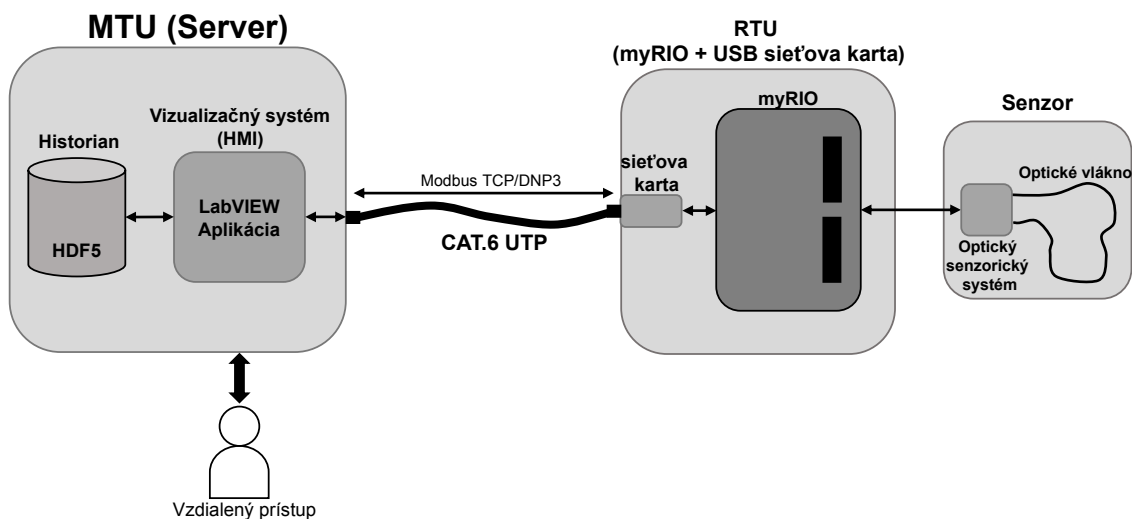 MTU (Server)
Historian
HDF5
Vizualizačný systém
(HMI)
LabVIEW
Aplikácia
Modbus TCP/DNP3
CAT.6 UTP
RTU
(myRIO + USB sieťova karta)
sieťova
karta
myRIO
Senzor
Optické vlákno
Optický
senzorický
systém
Vzdialený prístup